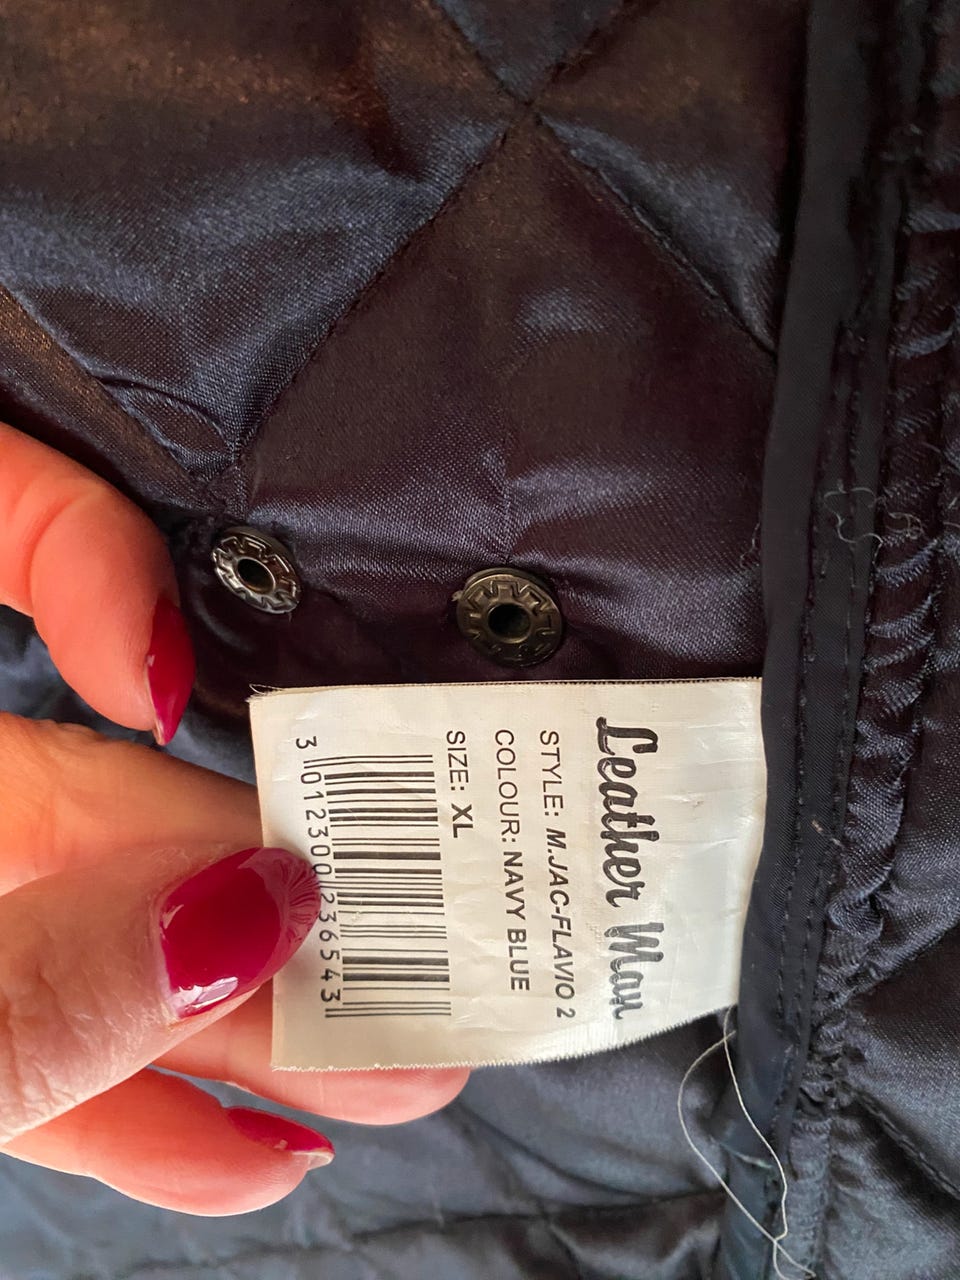 Leather Man
STYLE: M.JAC-FLAVIO 2
COLOUR: NAVY BLUE
SIZE: XL
3 012300 236543